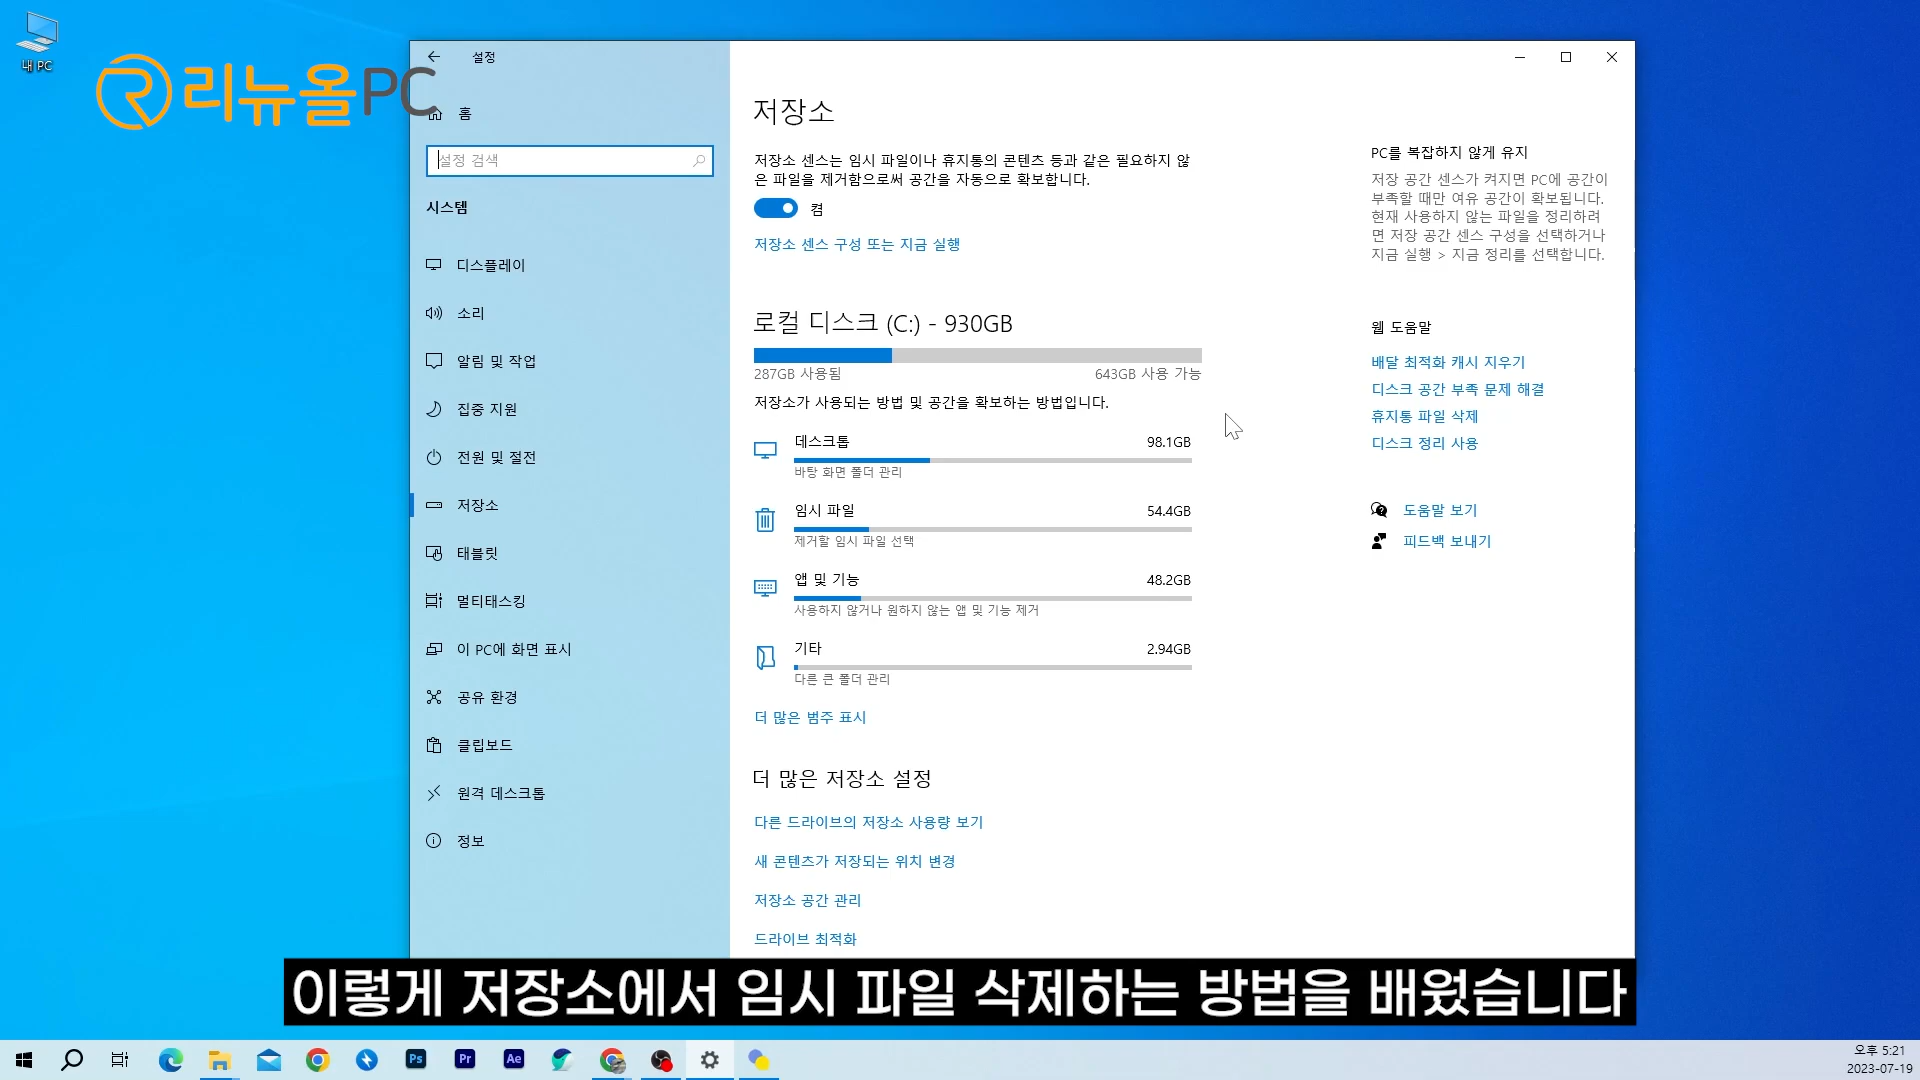 내 PC
리뉴올PC
설정
홈
설정 검색
시스템
디스플레이
소리
알림 및 작업
집중 지원
전원 및 절전
저장소
태블릿
멀티태스킹
이 PC에 화면 표시
공유 환경
클립보드
원격 데스크톱
정보
저장소
저장소 센스는 임시 파일이나 휴지통의 콘텐츠 등과 같은 필요하지 않
은 파일을 제거함으로써 공간을 자동으로 확보합니다.
켬
저장소 센스 구성 또는 지금 실행
로컬 디스크 (C:) - 930GB
287GB 사용됨
643GB 사용 가능
저장소가 사용되는 방법 및 공간을 확보하는 방법입니다.
데스크톱
98.1GB
바탕 화면 폴더 관리
임시 파일
54.4GB
제거할 임시 파일 선택
앱 및 기능
48.2GB
사용하지 않거나 원하지 않는 앱 및 기능 제거
기타
2.94GB
다른 큰 폴더 관리
더 많은 범주 표시
더 많은 저장소 설정
다른 드라이브의 저장소 사용량 보기
새 콘텐츠가 저장되는 위치 변경
저장소 공간 관리
드라이브 최적화
PC를 복잡하지 않게 유지
저장 공간 센스가 켜지면 PC에 공간이
부족할 때만 여유 공간이 확보됩니다.
현재 사용하지 않는 파일을 정리하려
면 저장 공간 센스 구성을 선택하거나
지금 실행 > 지금 정리를 선택합니다.
웹 도움말
배달 최적화 캐시 지우기
디스크 공간 부족 문제 해결
휴지통 파일 삭제
디스크 정리 사용
도움말 보기
피드백 보내기
이렇게 저장소에서 임시 파일 삭제하는 방법을 배웠습니다
Ps
Pr
Ae
오후 5:21
2023-07-19